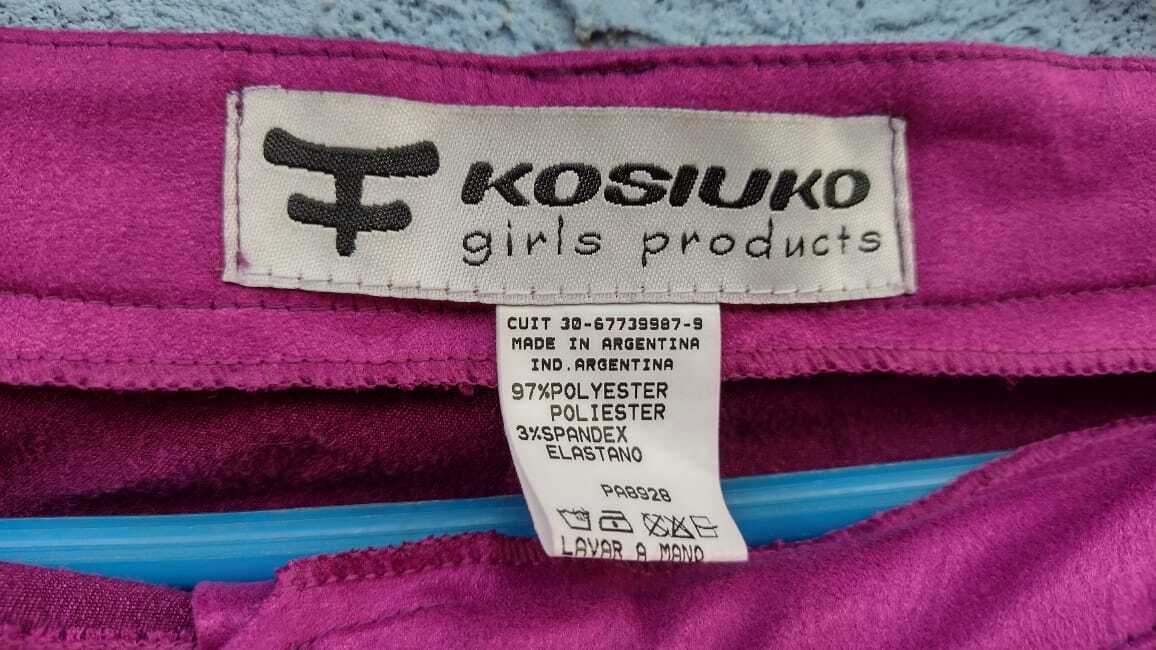 KOSIUKO
girls products
CUIT 30-67739987-9
MADE IN ARGENTINA
IND.ARGENTINA
97%POLYESTER
POLIESTER
3%SPANDEX
ELASTANO
PA8928
LAVAR A MANO